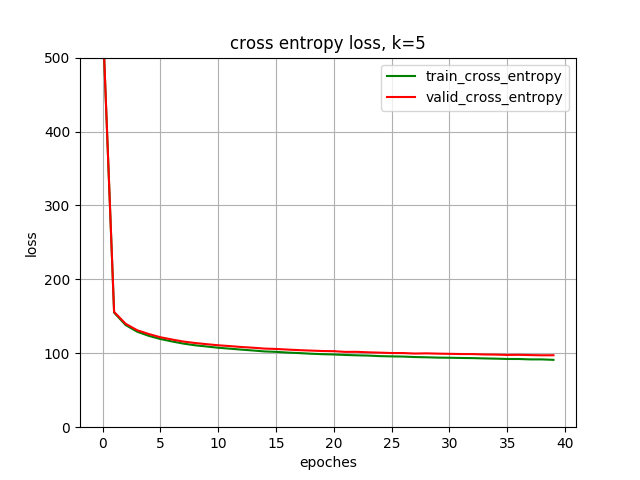 cross entropy loss, k=5
500
400
300
200
100
0
loss
train_cross_entropy
valid_cross_entropy
0 5 10 15 20 25 30 35 40
epoches